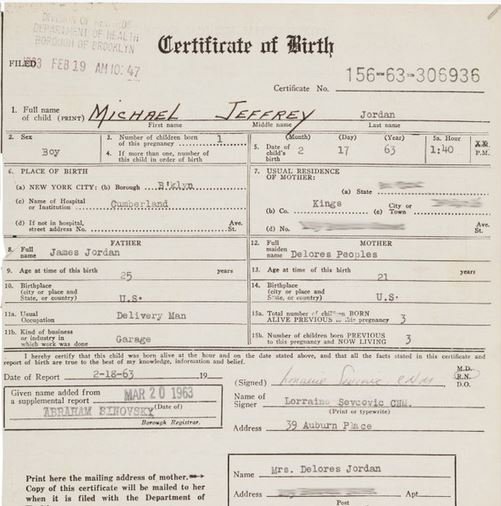 DIVISION OF RECORDS
DEPARTMENT OF HEALTH
BOROUGH OF BROOKLYN
Certificate of Birth
FILED 1963 FEB 19 AM 10:47
Certificate No. 156-63-306936
1. Full name of child (PRINT) MICHAEL JEFFREY Jordan
First name Middle name Last name
2. Sex Boy
3. Number of children born of this pregnancy 1
4. If more than one, number of this child in order of birth
5. Date of child's birth (Month) 2 (Day) 17 (Year) 63
5a. Hour 1:40 P.M.
6. PLACE OF BIRTH
(a) NEW YORK CITY: (b) Borough B'klyn
(c) Name of Hospital or Institution Cumberland
(d) If not in hospital, street address No. Ave. St.
7. USUAL RESIDENCE OF MOTHER:
(a) State
(b) Co. Kings (c) City or Town
(d) No. Ave. St.
FATHER
8. Full name James Jordan
9. Age at time of this birth 25 years
10. Birthplace (city or place and State, or country) U.S.
11a. Usual Occupation Delivery Man
11b. Kind of business or industry in which work was done Garage
MOTHER
12. Full maiden name Delores Peoples
13. Age at time of this birth 21 years
14. Birthplace (city or place and State, or country) U.S.
15a. Total number of children BORN ALIVE PREVIOUS to this pregnancy 3
15b. Number of children born PREVIOUS to this pregnancy and NOW LIVING 3
I hereby certify that this child was born alive at the hour and on the date stated above, and that all the facts stated in this certificate and
report of birth are true to the best of my knowledge, information and belief.
Date of Report 2-18-63 19
(Signed) Lorraine Sevcovic CNM M.D. R.N. D.O.
Given name added from a supplemental report MAR 20 1963
(Date of)
ABRAHAM SINOVSKY
Borough Registrar.
Name of Signer Lorraine Sevcovic CNM.
(Print or typewrite)
Address 39 Auburn Place
Print here the mailing address of mother.
Copy of this certificate will be mailed to
her when it is filed with the Department of
Name Mrs. Delores Jordan
Address Apt
Post